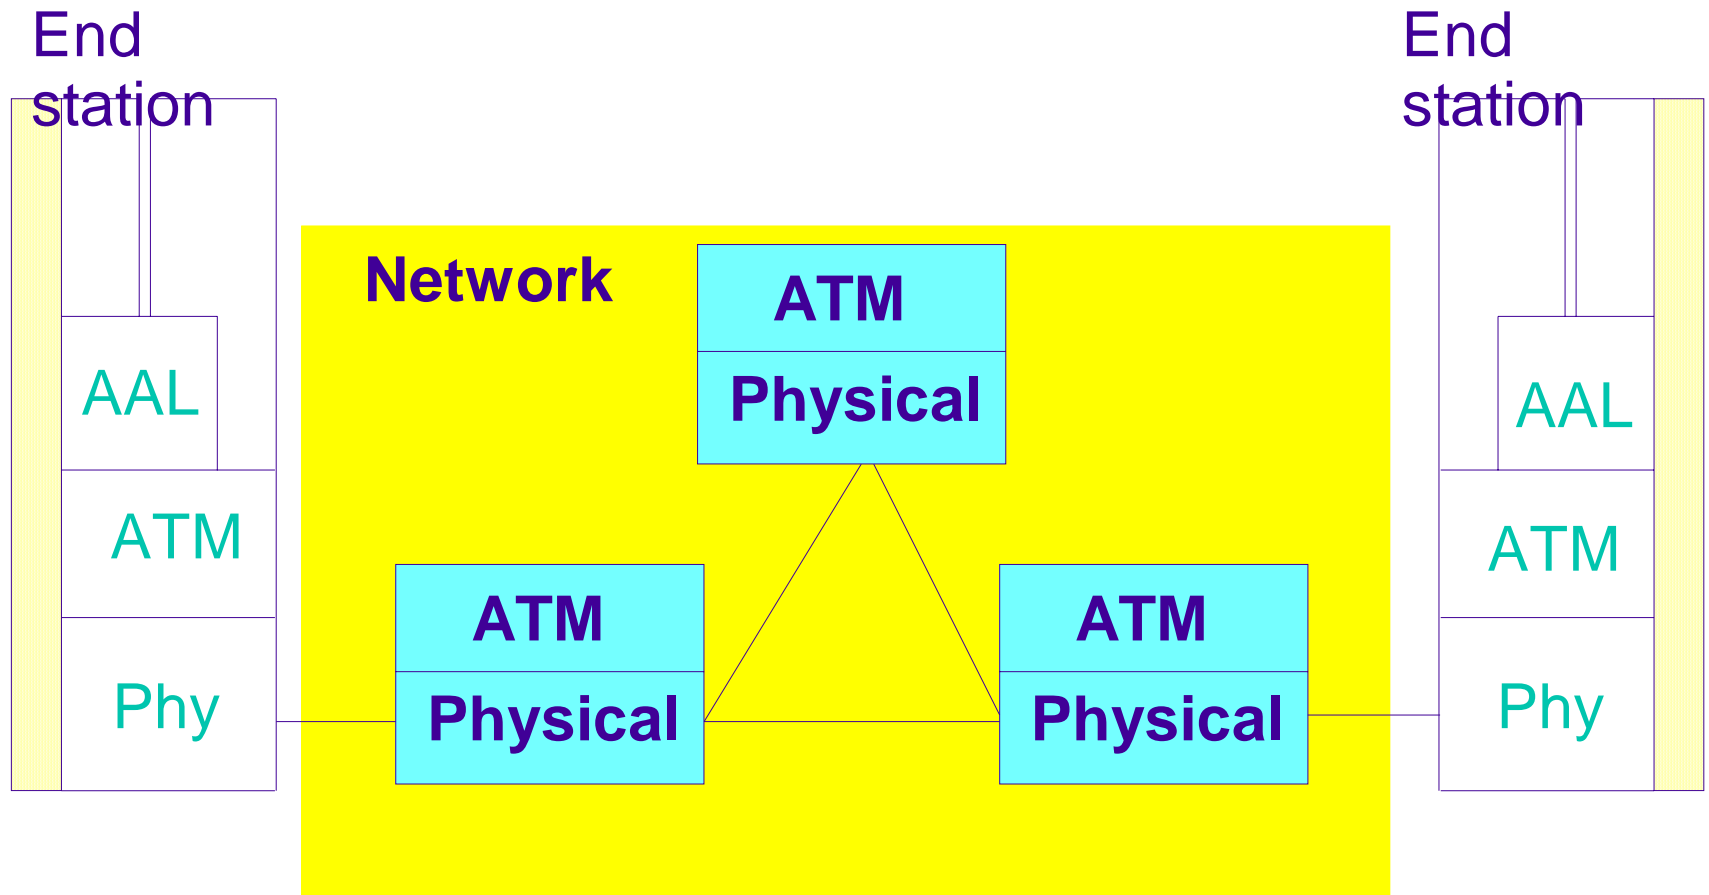 End
station
End
station
Network
ATM
Physical
AAL
AAL
ATM
ATM
ATM
Physical
ATM
Physical
Phy
Phy